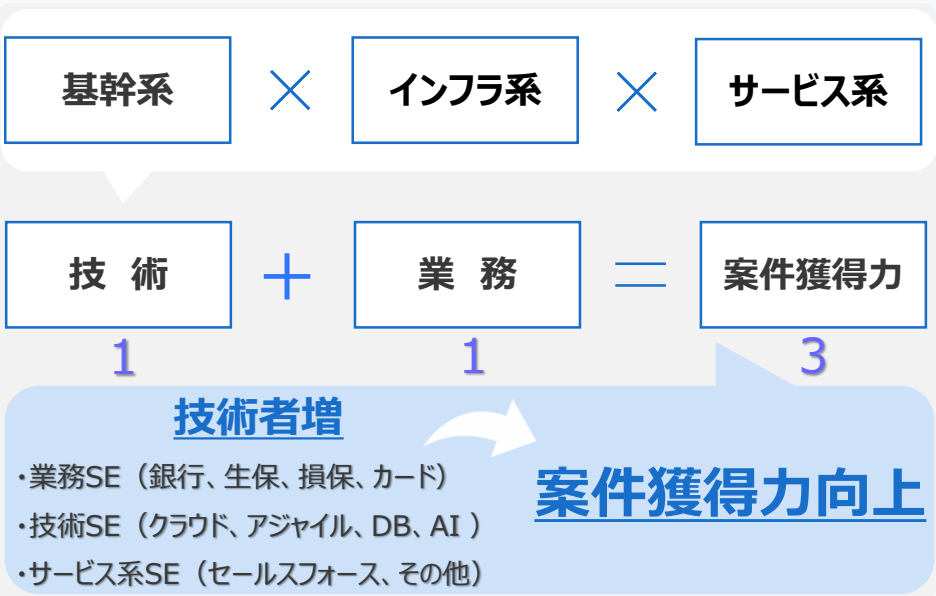 基幹系 × インフラ系 × サービス系
技 術 + 業 務 = 案件獲得力
1 1 3
技術者増
・業務SE（銀行、生保、損保、カード）
案件獲得力向上
・技術SE（クラウド、アジャイル、DB、AI ）
・サービス系SE（セールスフォース、その他）